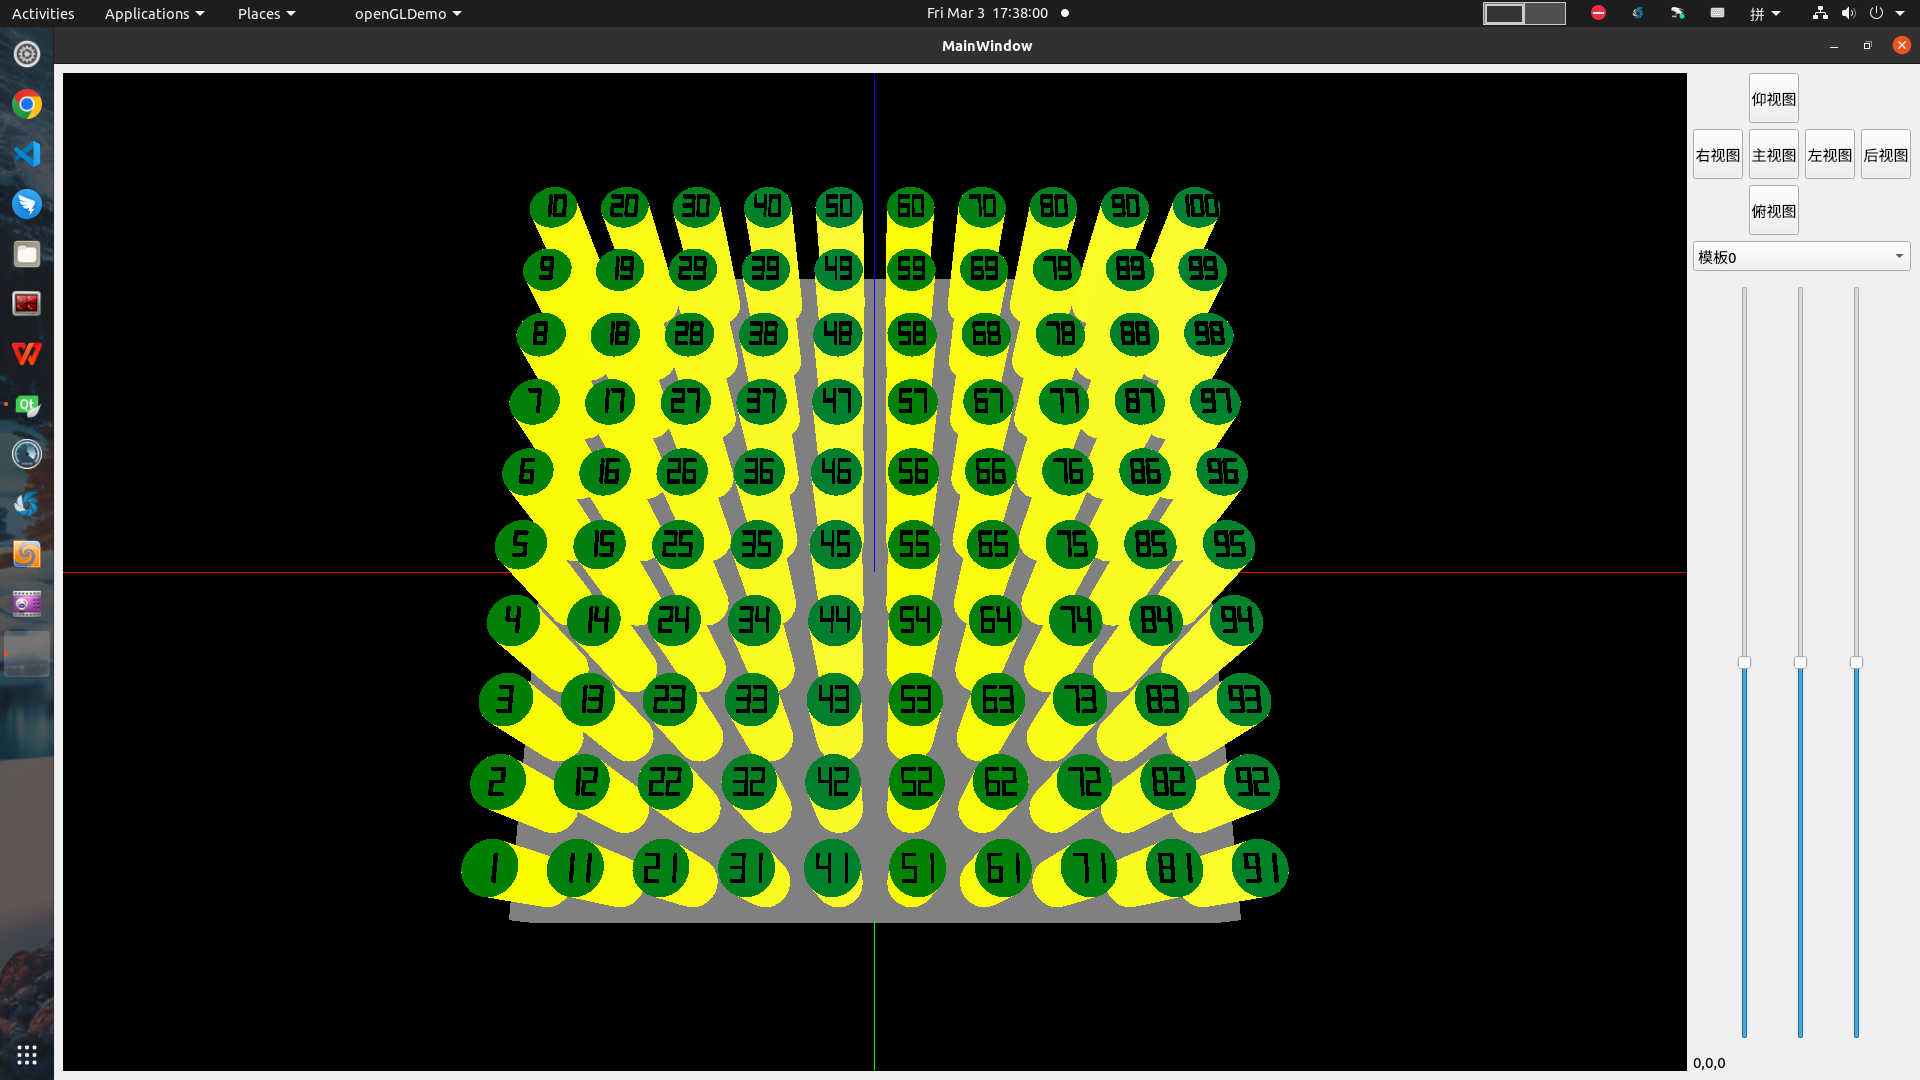 Activities Applications Places openGLDemo Fri Mar 3 17:38:00 拼
MainWindow
仰视图
右视图 主视图 左视图 后视图
俯视图
模板0
10 20 30 40 50 60 70 80 90 100
9 19 29 39 49 59 69 79 89 99
8 18 28 38 48 58 68 78 88 98
7 17 27 37 47 57 67 77 87 97
6 16 26 36 46 56 66 76 86 96
5 15 25 35 45 55 65 75 85 95
4 14 24 34 44 54 64 74 84 94
3 13 23 33 43 53 63 73 83 93
2 12 22 32 42 52 62 72 82 92
1 11 21 31 41 51 61 71 81 91
0,0,0